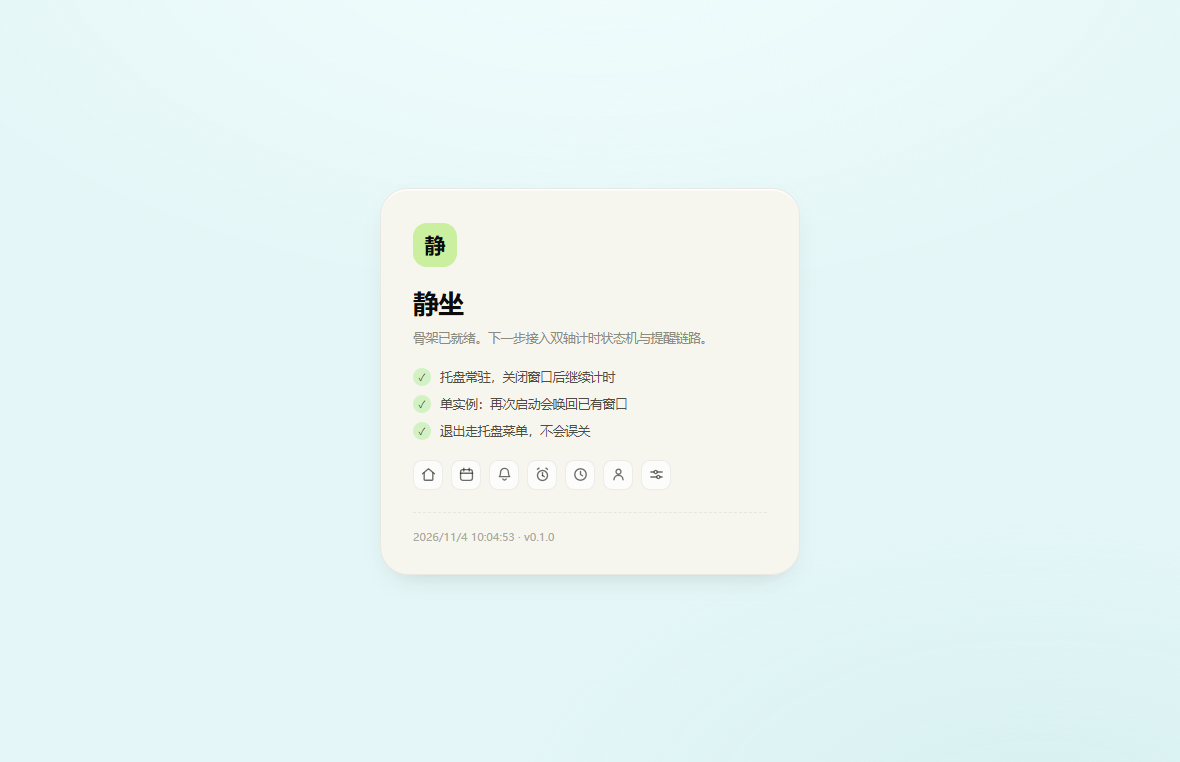 静
静坐
骨架已就绪。下一步接入双轴计时状态机与提醒链路。
✓ 托盘常驻，关闭窗口后继续计时
✓ 单实例：再次启动会唤回已有窗口
✓ 退出走托盘菜单，不会误关
2026/11/4 10:04:53 · v0.1.0